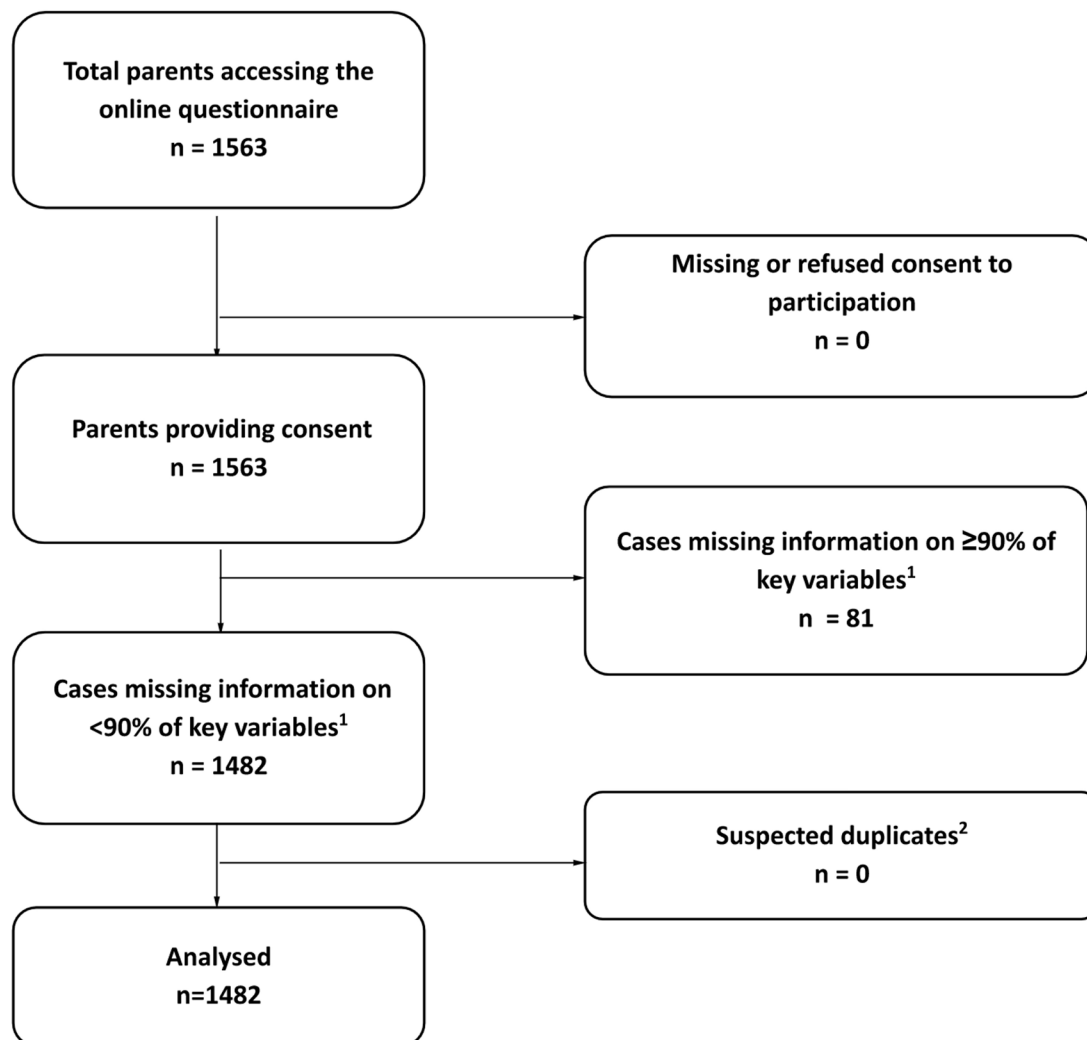 Total parents accessing the
online questionnaire
n = 1563
Missing or refused consent to
participation
n = 0
Parents providing consent
n = 1563
Cases missing information on ≥90% of
key variables¹
n = 81
Cases missing information on
<90% of key variables¹
n = 1482
Suspected duplicates²
n = 0
Analysed
n=1482